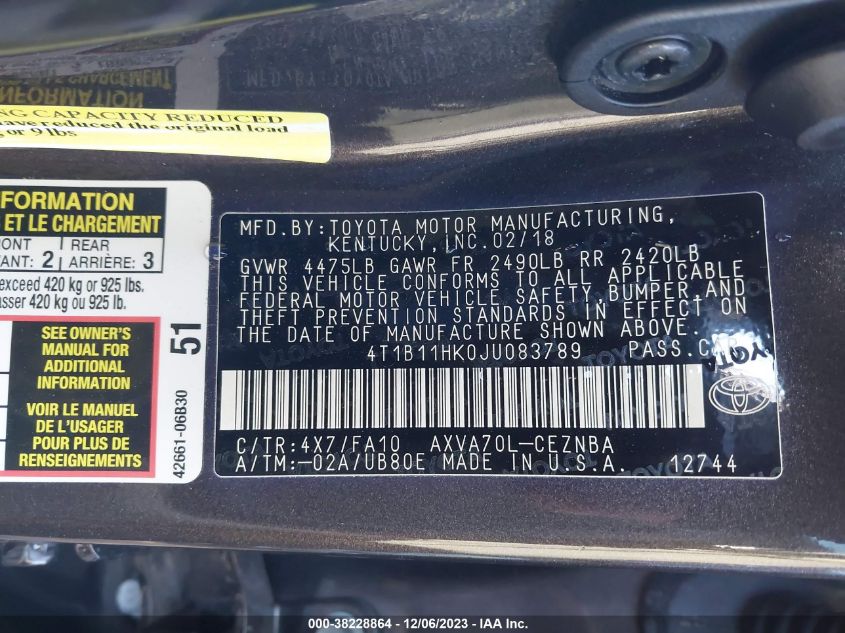 INFORMATION
NG CAPACITY REDUCED
have reduced the original load
or 9 lbs
FORMATION
ET LE CHARGEMENT
ONT REAR
ANT: 2 ARRIÈRE: 3
exceed 420 kg or 925 lbs.
asser 420 kg ou 925 lb.
SEE OWNER'S
MANUAL FOR
ADDITIONAL
INFORMATION
VOIR LE MANUEL
DE L'USAGER
POUR PLUS DE
RENSEIGNEMENTS
51
42661-06B30
MFD.BY:TOYOTA MOTOR MANUFACTURING,
KENTUCKY, INC.02/18
GVWR 4475LB GAWR FR 2490LB RR 2420LB
THIS VEHICLE CONFORMS TO ALL APPLICABLE
FEDERAL MOTOR VEHICLE SAFETY,BUMPER,AND
THEFT PREVENTION STANDARDS IN EFFECT ON
THE DATE OF MANUFACTURE SHOWN ABOVE.
4T1B11HK0JU083789 PASS.CAR
TOYOTA
C/TR:4X7/FA10 AXVA70L-CEZNBA
A/TM:-02A/UB80E MADE IN U.S.A. 12744
000-38228864 - 12/06/2023 - IAA Inc.